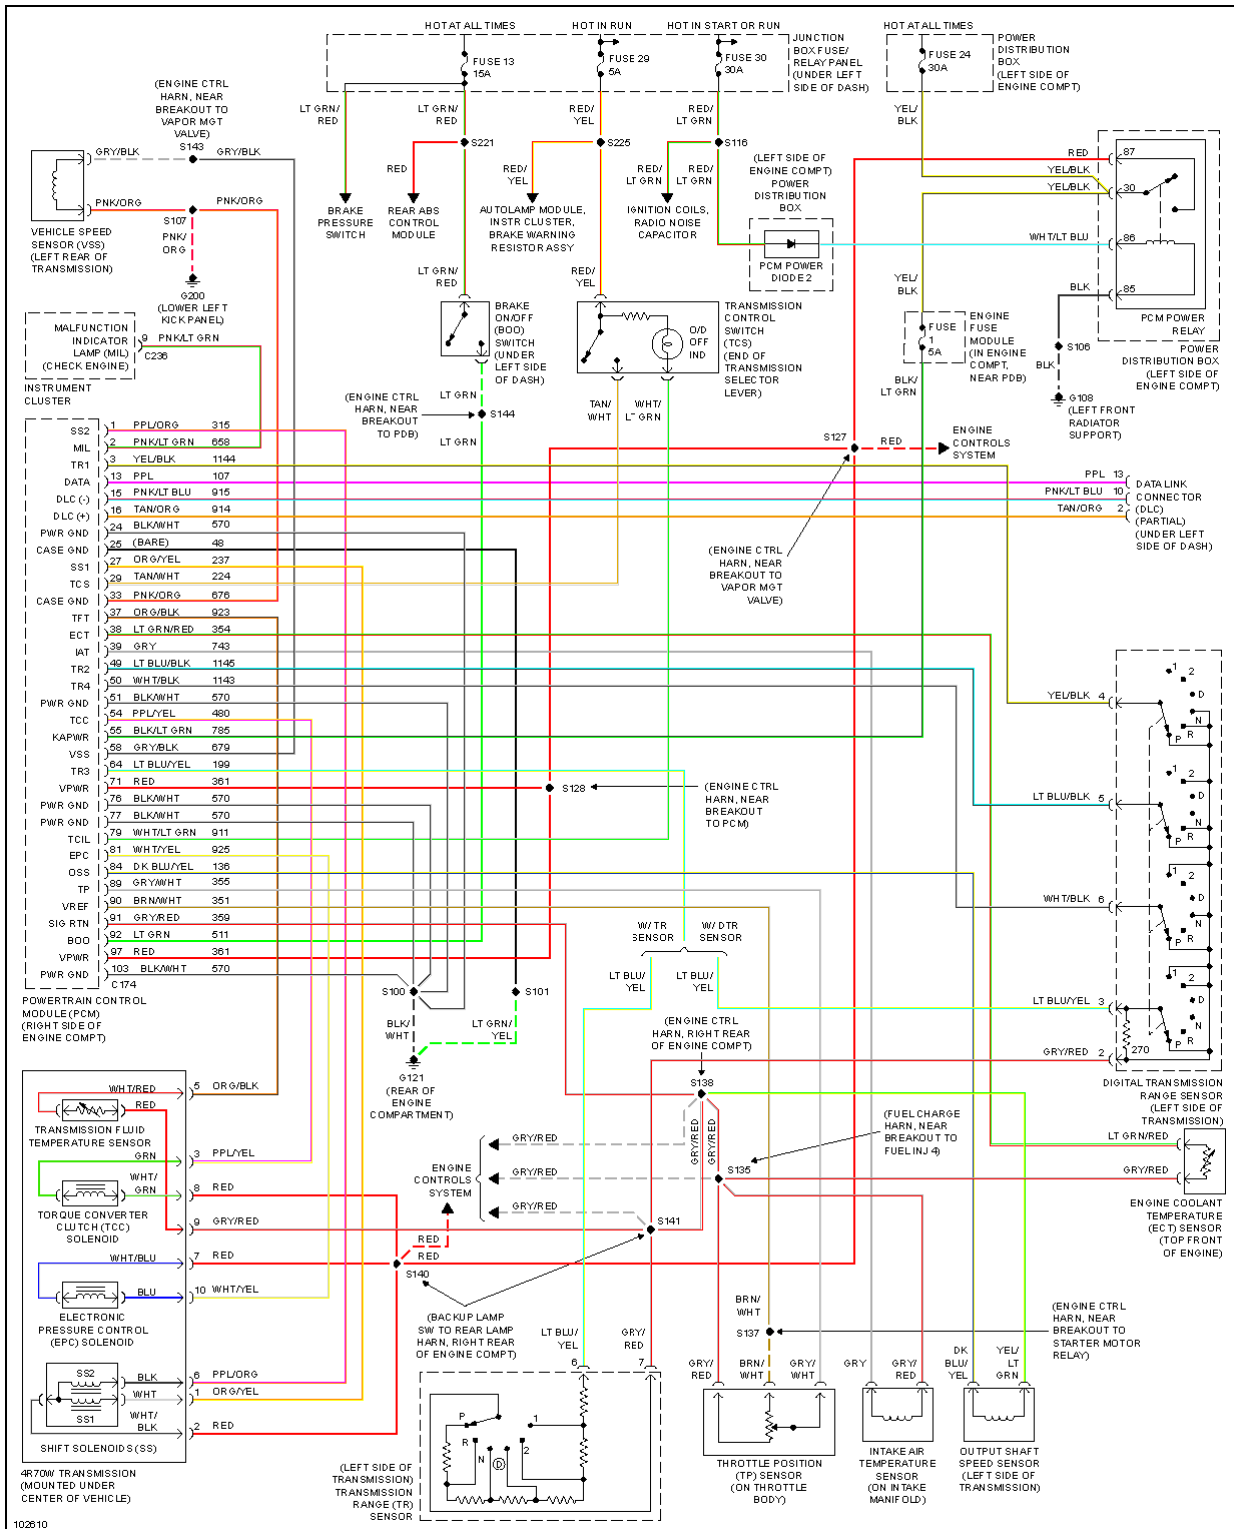 HOT AT ALL TIMES
HOT IN RUN
HOT IN START OR RUN
HOT AT ALL TIMES
FUSE 13
15A
FUSE 29
5A
FUSE 30
30A
JUNCTION
BOX FUSE/
RELAY PANEL
(UNDER LEFT
SIDE OF DASH)
FUSE 24
30A
POWER
DISTRIBUTION
BOX
(LEFT SIDE OF
ENGINE COMPT)
(ENGINE CTRL
HARN, NEAR
BREAKOUT TO
VAPOR MGT
VALVE)
S143
GRY/BLK
GRY/BLK
PNK/ORG
PNK/ORG
S107
PNK/
ORG
VEHICLE SPEED
SENSOR (VSS)
(LEFT REAR OF
TRANSMISSION)
G200
(LOWER LEFT
KICK PANEL)
LT GRN/
RED
LT GRN/
RED
RED/
YEL
RED/
LT GRN
YEL/
BLK
S221
S225
S116
RED
RED/
YEL
RED/
LT GRN
RED/
LT GRN
BRAKE
PRESSURE
SWITCH
REAR ABS
CONTROL
MODULE
AUTOLAMP MODULE,
INSTR CLUSTER,
BRAKE WARNING
RESISTOR ASSY
IGNITION COILS,
RADIO NOISE
CAPACITOR
(LEFT SIDE OF
ENGINE COMPT)
POWER
DISTRIBUTION
BOX
PCM POWER
DIODE 2
RED
87
YEL/BLK
YEL/BLK
30
WHT/LT BLU
86
BLK
85
PCM POWER
RELAY
POWER
DISTRIBUTION BOX
(LEFT SIDE OF
ENGINE COMPT)
S106
BLK
G108
(LEFT FRONT
RADIATOR
SUPPORT)
YEL/
BLK
FUSE
1
5A
ENGINE
FUSE
MODULE
(IN ENGINE
COMPT,
NEAR PDB)
BLK/
LT GRN
LT GRN/
RED
RED/
YEL
BRAKE
ON/OFF
(BOO)
SWITCH
(UNDER
LEFT SIDE
OF DASH)
O/D
OFF
IND
TRANSMISSION
CONTROL
SWITCH
(TCS)
(END OF
TRANSMISSION
SELECTOR
LEVER)
MALFUNCTION
INDICATOR
LAMP (MIL)
(CHECK ENGINE)
9 PNK/LT GRN
C236
INSTRUMENT
CLUSTER
(ENGINE CTRL
HARN, NEAR
BREAKOUT
TO PDB)
LT GRN
S144
LT GRN
TAN/
WHT
WHT/
LT GRN
S127
RED
ENGINE
CONTROLS
SYSTEM
(ENGINE CTRL
HARN, NEAR
BREAKOUT TO
VAPOR MGT
VALVE)
PPL 13
PNK/LT BLU 10
TAN/ORG 2
DATA LINK
CONNECTOR
(DLC)
(PARTIAL)
(UNDER LEFT
SIDE OF DASH)
SS2 1 PPL/ORG 315
MIL 2 PNK/LT GRN 658
TR1 3 YEL/BLK 1144
DATA 13 PPL 107
DLC (-) 15 PNK/LT BLU 915
DLC (+) 16 TAN/ORG 914
PWR GND 24 BLK/WHT 570
CASE GND 25 (BARE) 48
SS1 27 ORG/YEL 237
TCS 29 TAN/WHT 224
CASE GND 33 PNK/ORG 676
TFT 37 ORG/BLK 923
ECT 38 LT GRN/RED 354
IAT 39 GRY 743
TR2 49 LT BLU/BLK 1145
TR4 50 WHT/BLK 1143
PWR GND 51 BLK/WHT 570
TCC 54 PPL/YEL 480
KAPWR 55 BLK/LT GRN 785
VSS 58 GRY/BLK 679
TR3 64 LT BLU/YEL 199
VPWR 71 RED 361
PWR GND 76 BLK/WHT 570
PWR GND 77 BLK/WHT 570
TCIL 79 WHT/LT GRN 911
EPC 81 WHT/YEL 925
OSS 84 DK BLU/YEL 136
TP 89 GRY/WHT 355
VREF 90 BRN/WHT 351
SIG RTN 91 GRY/RED 359
BOO 92 LT GRN 511
VPWR 97 RED 361
PWR GND 103 BLK/WHT 570
C174
POWERTRAIN CONTROL
MODULE (PCM)
(RIGHT SIDE OF
ENGINE COMPT)
S128
(ENGINE CTRL
HARN, NEAR
BREAKOUT
TO PCM)
W/ TR
SENSOR
W/ DTR
SENSOR
LT BLU/
YEL
LT BLU/
YEL
S100
S101
BLK/
WHT
LT GRN/
YEL
G121
(REAR OF
ENGINE
COMPARTMENT)
(ENGINE CTRL
HARN, RIGHT REAR
OF ENGINE COMPT)
S138
YEL/BLK 4
1
2
D
N
R
P
LT BLU/BLK 5
1
2
D
N
R
P
WHT/BLK 6
1
2
D
N
R
P
LT BLU/YEL 3
1
2
D
N
R
P
270
GRY/RED 2
DIGITAL TRANSMISSION
RANGE SENSOR
(LEFT SIDE OF
TRANSMISSION)
LT GRN/RED
GRY/RED
ENGINE COOLANT
TEMPERATURE
(ECT) SENSOR
(TOP FRONT
OF ENGINE)
(FUEL CHARGE
HARN, NEAR
BREAKOUT TO
FUEL INJ 4)
S135
GRY/RED
GRY/RED
GRY/RED
GRY/RED
GRY/RED
ENGINE
CONTROLS
SYSTEM
S141
RED
RED
S140
(BACKUP LAMP
SW TO REAR LAMP
HARN, RIGHT REAR
OF ENGINE COMPT)
WHT/RED
5 ORG/BLK
RED
TRANSMISSION FLUID
TEMPERATURE SENSOR
GRN
3 PPL/YEL
WHT/
GRN
8 RED
TORQUE CONVERTER
CLUTCH (TCC)
SOLENOID
9 GRY/RED
WHT/BLU
7 RED
BLU
10 WHT/YEL
ELECTRONIC
PRESSURE CONTROL
(EPC) SOLENOID
SS2
BLK
6 PPL/ORG
WHT
1 ORG/YEL
SS1
WHT/
BLK
2 RED
SHIFT SOLENOIDS (SS)
4R70W TRANSMISSION
(MOUNTED UNDER
CENTER OF VEHICLE)
LT BLU/
YEL
6
GRY/
RED
7
P
R
N
D
2
1
(LEFT SIDE OF
TRANSMISSION)
TRANSMISSION
RANGE (TR)
SENSOR
BRN/
WHT
S137
(ENGINE CTRL
HARN, NEAR
BREAKOUT TO
STARTER MOTOR
RELAY)
GRY/
RED
BRN/
WHT
GRY/
WHT
THROTTLE POSITION
(TP) SENSOR
(ON THROTTLE
BODY)
GRY
GRY/
RED
INTAKE AIR
TEMPERATURE
SENSOR
(ON INTAKE
MANIFOLD)
DK
BLU/
YEL
YEL/
LT
GRN
OUTPUT SHAFT
SPEED SENSOR
(LEFT SIDE OF
TRANSMISSION)
102610